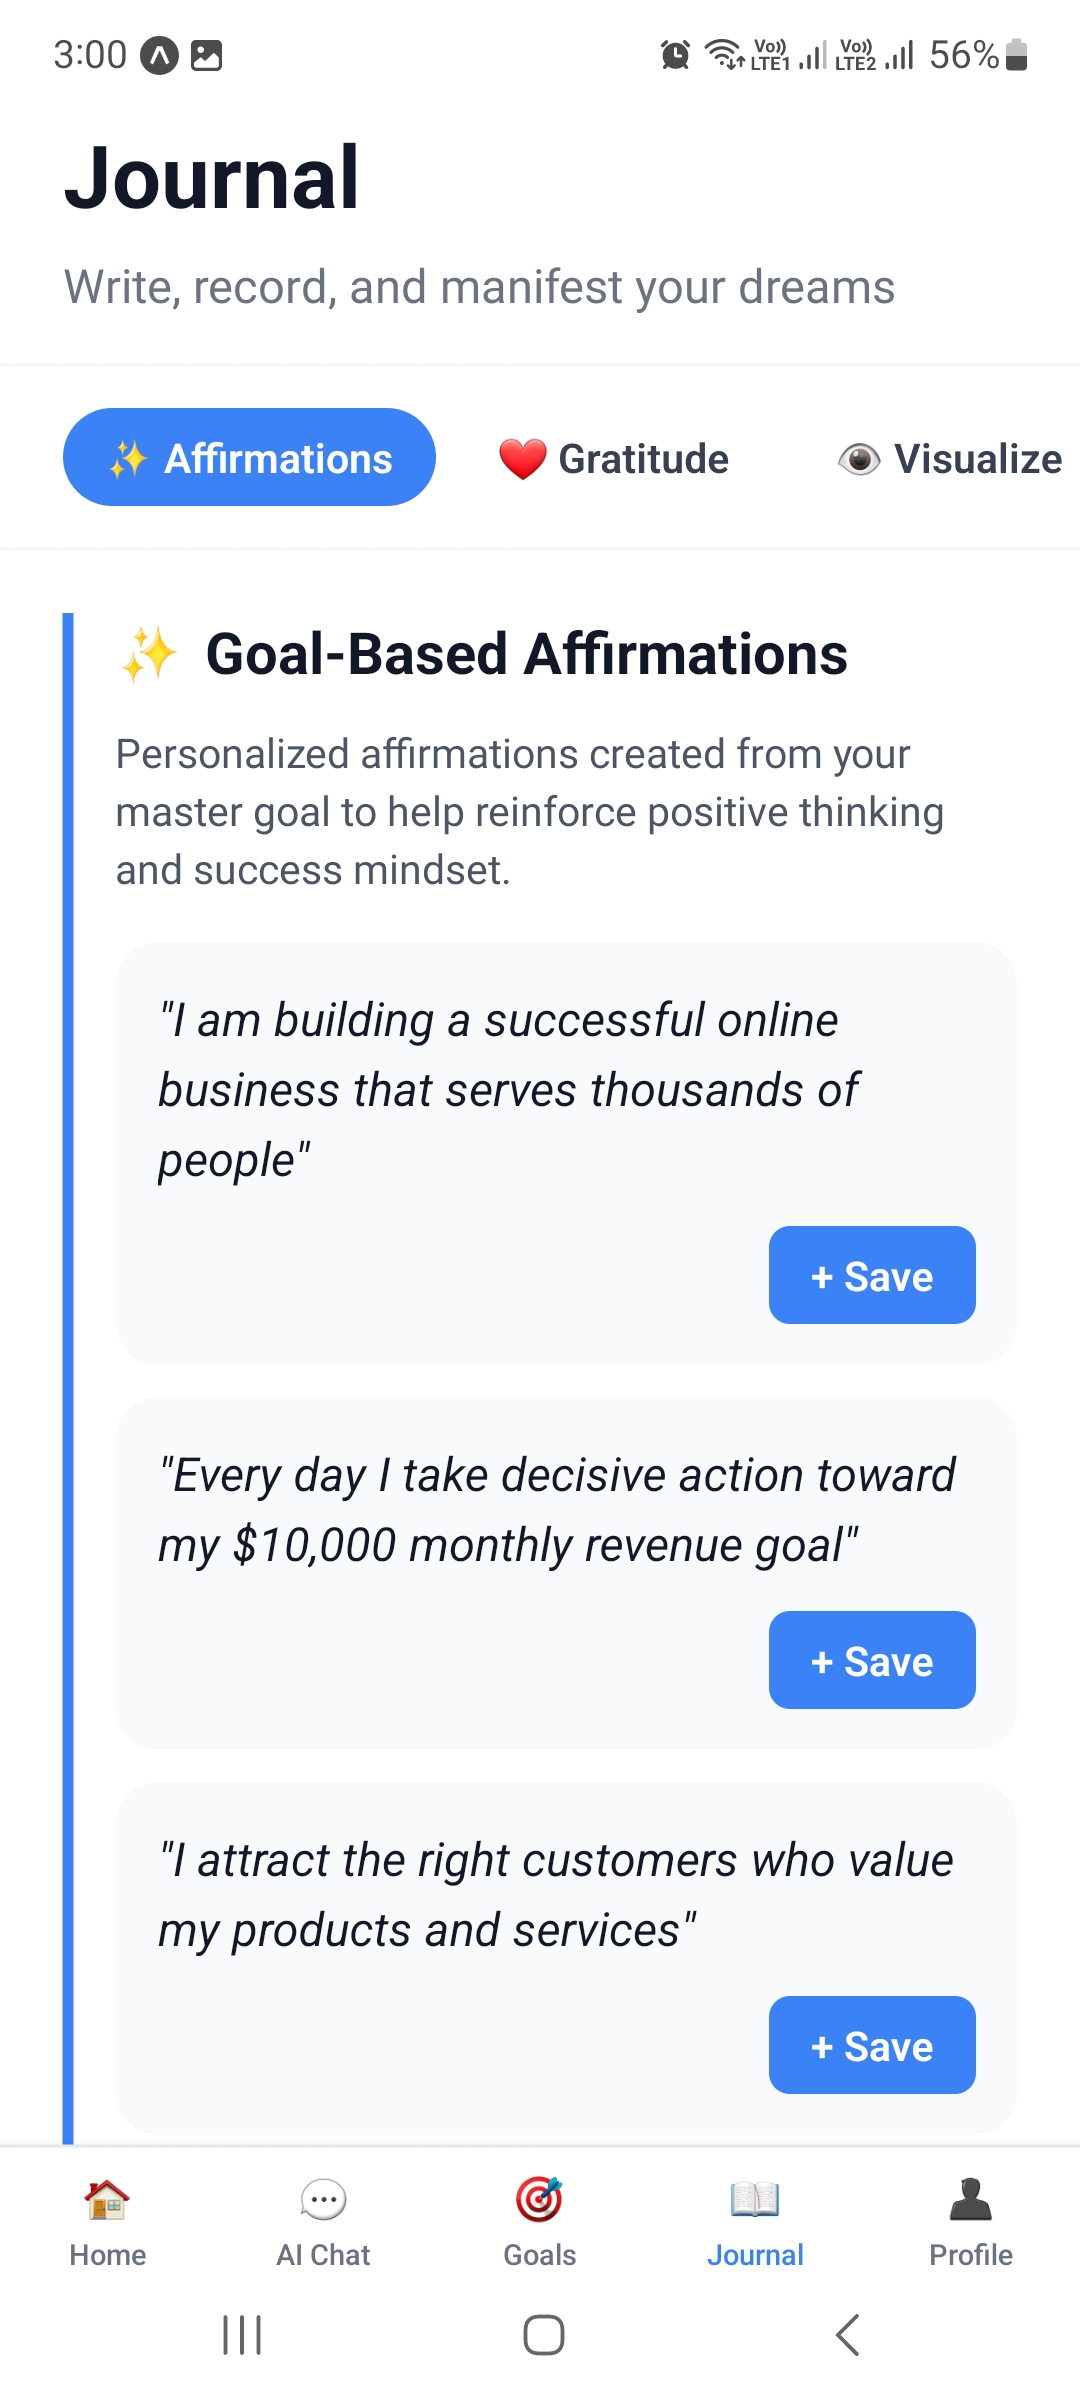 3:00
Vo)) LTE1 Vo)) LTE2 56%
Journal
Write, record, and manifest your dreams
✨ Affirmations ❤️ Gratitude 👁️ Visualize
✨ Goal-Based Affirmations
Personalized affirmations created from your
master goal to help reinforce positive thinking
and success mindset.
"I am building a successful online
business that serves thousands of
people"
+ Save
"Every day I take decisive action toward
my $10,000 monthly revenue goal"
+ Save
"I attract the right customers who value
my products and services"
+ Save
Home AI Chat Goals Journal Profile